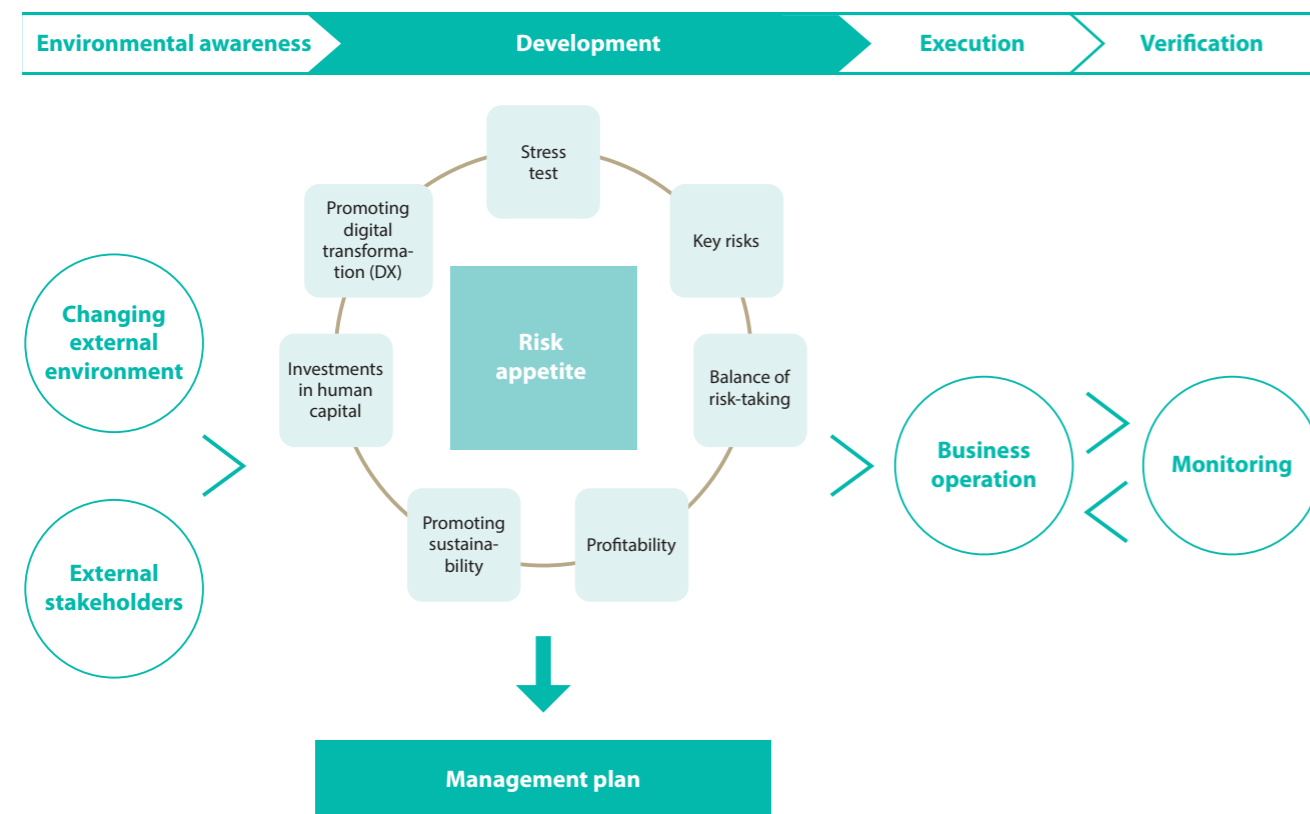 Environmental awareness
Development
Execution
Verification
Changing
external
environment
External
stakeholders
Stress
test
Key risks
Balance of
risk-taking
Profitability
Promoting
sustaina-
bility
Investments
in human
capital
Promoting
digital
transforma-
tion (DX)
Risk
appetite
Management plan
Business
operation
Monitoring